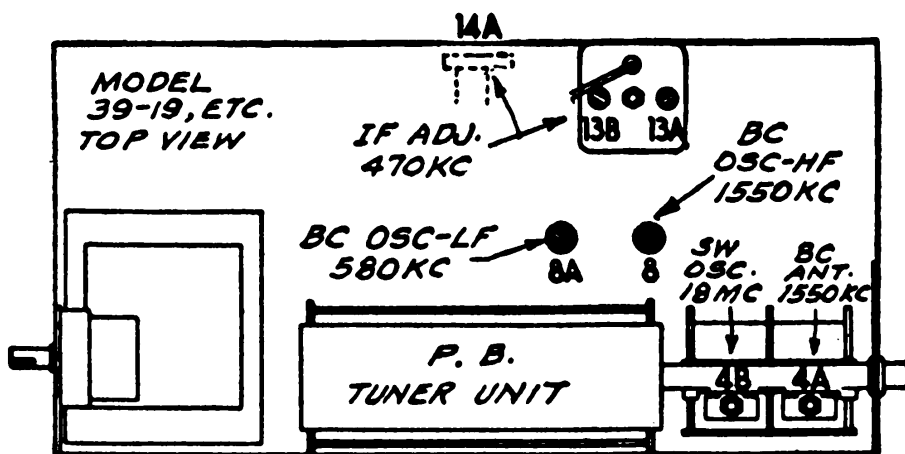 14A
MODEL
39-19, ETC.
TOP VIEW
IF ADJ.
470KC
13B 13A
BC
OSC-HF
1550KC
BC OSC-LF
580KC
8A 8
SW
OSC.
18MC
BC
ANT.
1550KC
P. B.
TUNER UNIT
4B 4A